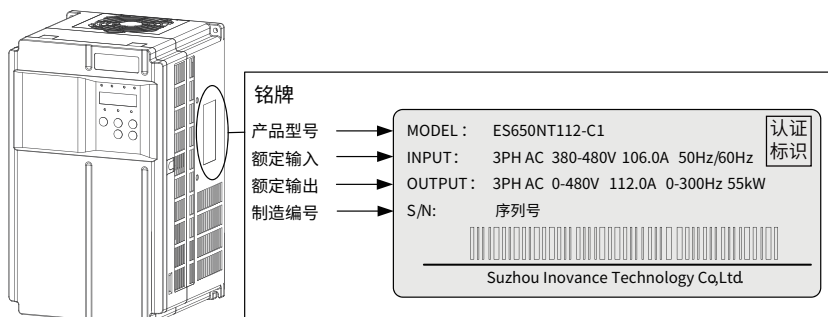 铭牌
产品型号
额定输入
额定输出
制造编号
MODEL： ES650NT112-C1
INPUT： 3PH AC 380-480V 106.0A 50Hz/60Hz
OUTPUT： 3PH AC 0-480V 112.0A 0-300Hz 55kW
S/N: 序列号
认证
标识
Suzhou Inovance Technology Co,Ltd.